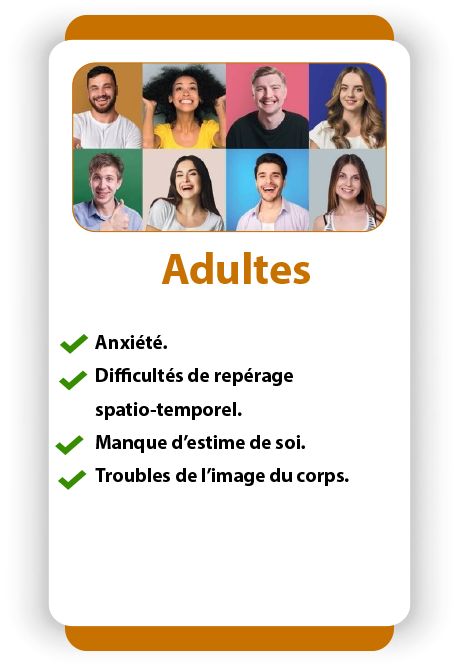 Adultes
Anxiété.
Difficultés de repérage
spatio-temporel.
Manque d’estime de soi.
Troubles de l’image du corps.